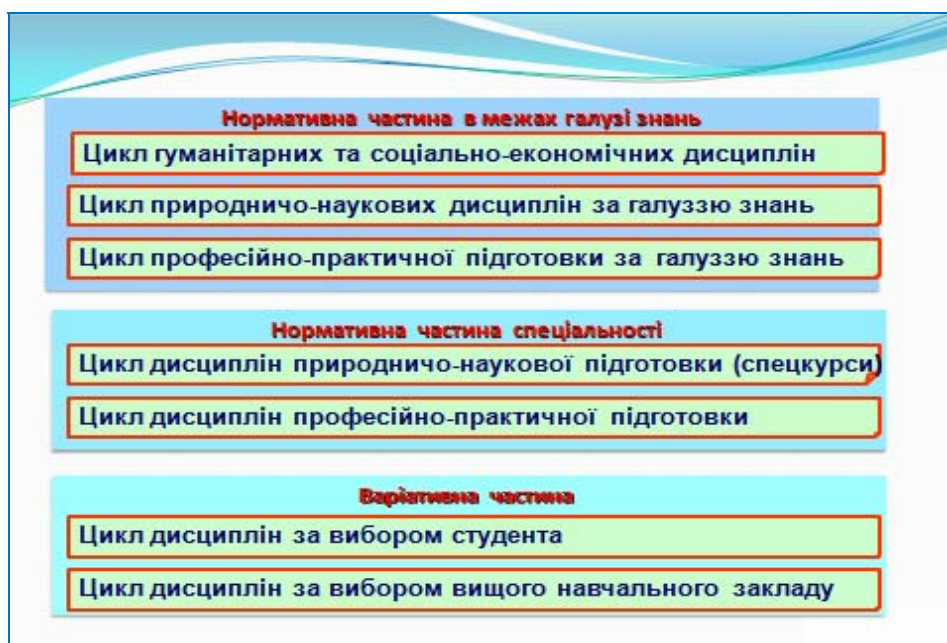 Нормативна частина в межах галузі знань
Цикл гуманітарних та соціально-економічних дисциплін
Цикл природничо-наукових дисциплін за галуззю знань
Цикл професійно-практичної підготовки за галуззю знань
Нормативна частина спеціальності
Цикл дисциплін природничо-наукової підготовки (спецкурси)
Цикл дисциплін професійно-практичної підготовки
Варіативна частина
Цикл дисциплін за вибором студента
Цикл дисциплін за вибором вищого навчального закладу